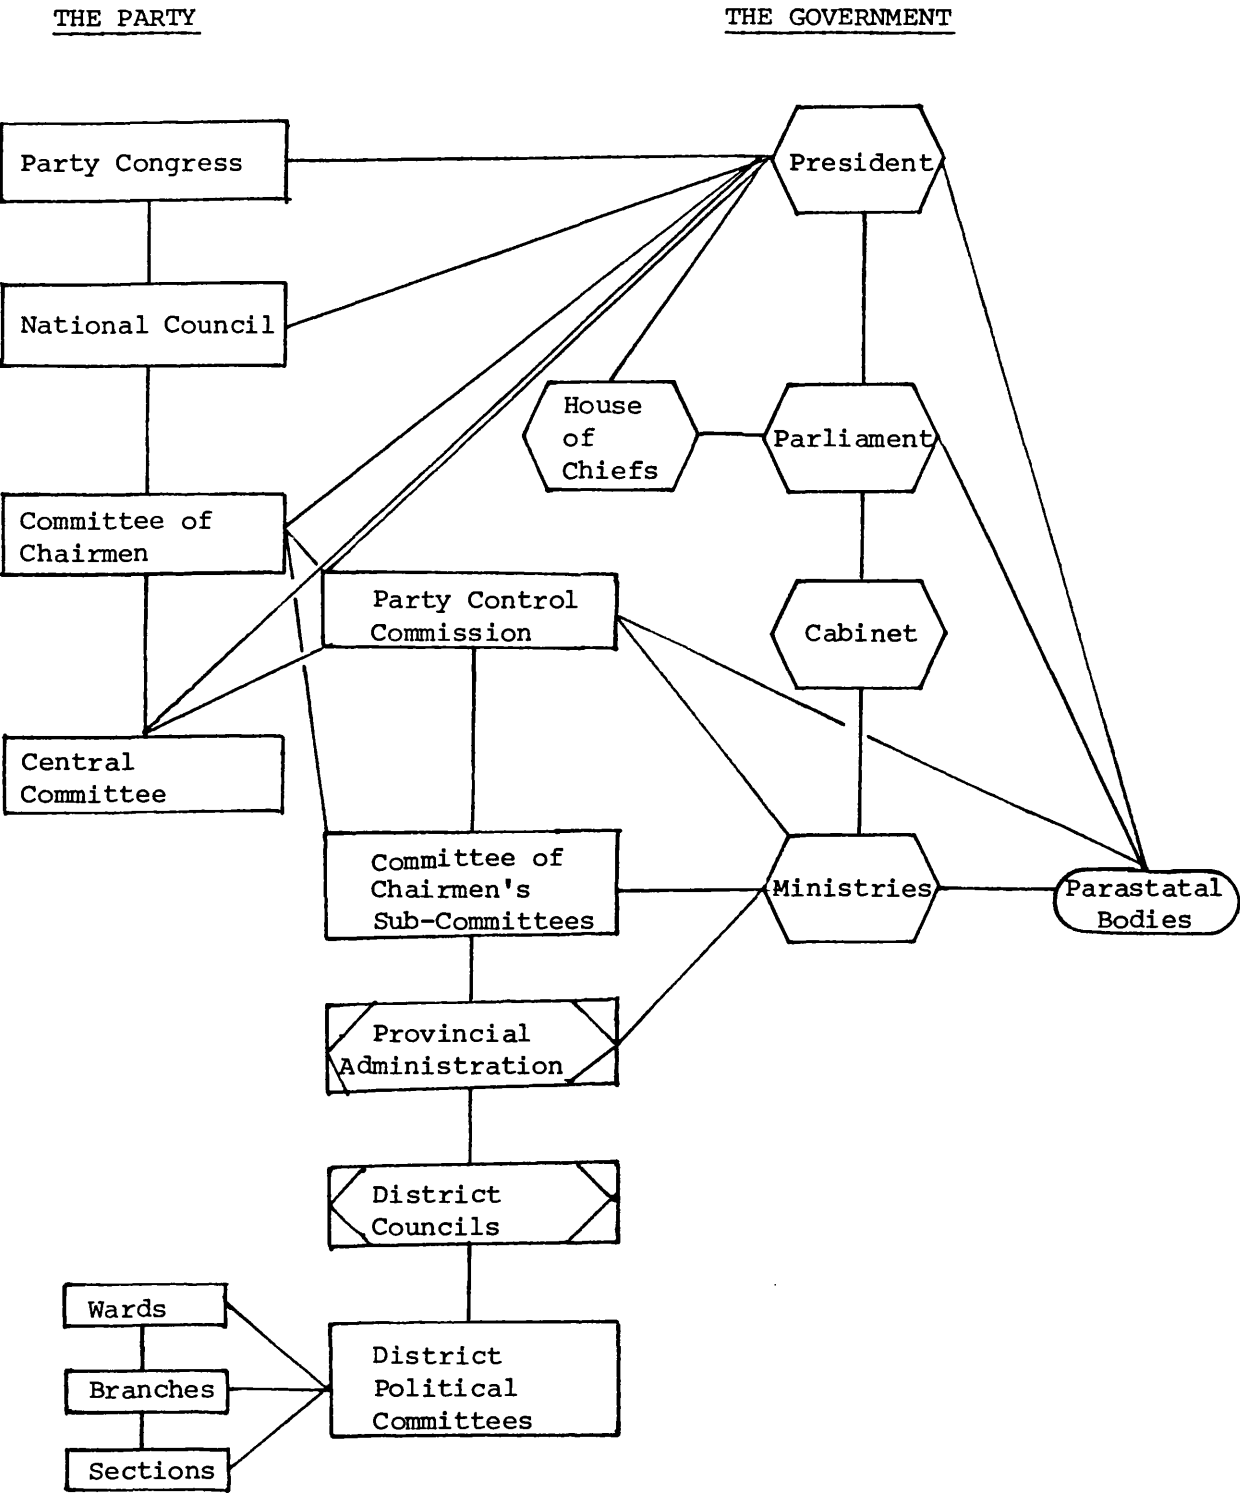 THE PARTY
THE GOVERNMENT
Party Congress
President
National Council
House
of
Chiefs
Parliament
Committee of
Chairmen
Party Control
Commission
Cabinet
Central
Committee
Committee of
Chairmen's
Sub-Committees
Ministries
Parastatal
Bodies
Provincial
Administration
District
Councils
Wards
Branches
Sections
District
Political
Committees